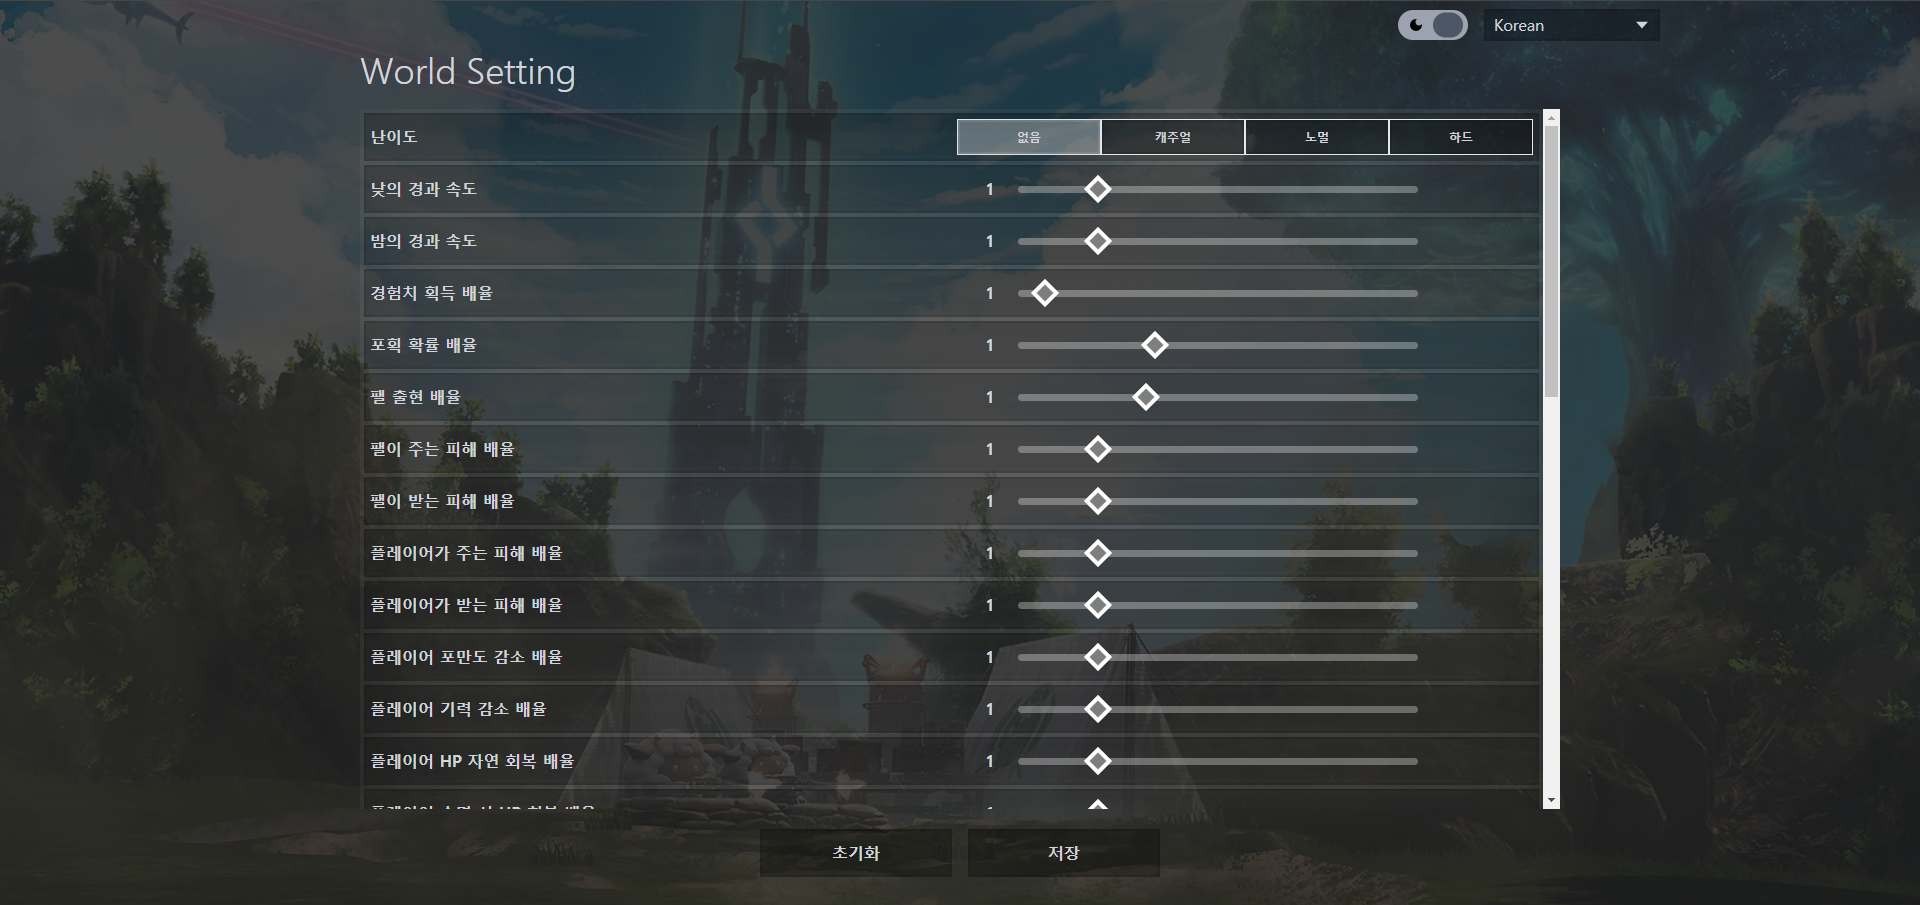 Korean
World Setting
난이도 없음 캐주얼 노멀 하드
낮의 경과 속도 1
밤의 경과 속도 1
경험치 획득 배율 1
포획 확률 배율 1
팰 출현 배율 1
팰이 주는 피해 배율 1
팰이 받는 피해 배율 1
플레이어가 주는 피해 배율 1
플레이어가 받는 피해 배율 1
플레이어 포만도 감소 배율 1
플레이어 기력 감소 배율 1
플레이어 HP 자연 회복 배율 1
초기화 저장